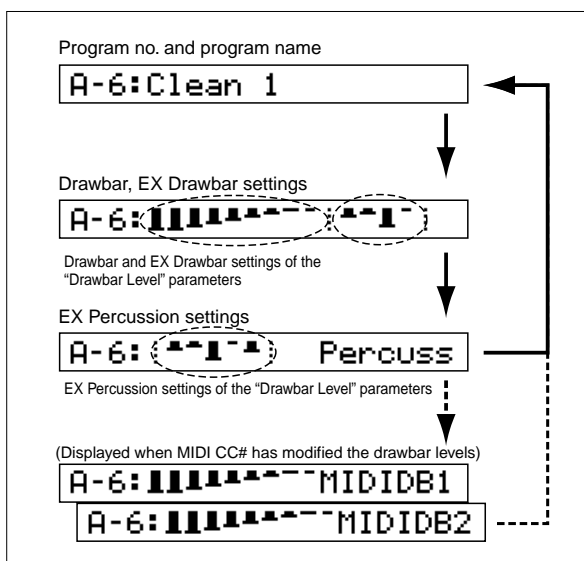 Program no. and program name
A-6:Clean 1
Drawbar, EX Drawbar settings
A-6:
Drawbar and EX Drawbar settings of the
“Drawbar Level” parameters
EX Percussion settings
A-6: Percuss
EX Percussion settings of the “Drawbar Level” parameters
(Displayed when MIDI CC# has modified the drawbar levels)
A-6: MIDIDB1
A-6: MIDIDB2